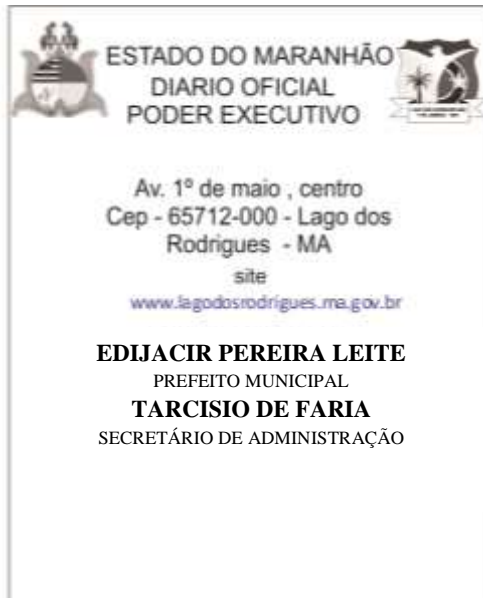 ESTADO DO MARANHÃO
DIARIO OFICIAL
PODER EXECUTIVO
Av. 1º de maio , centro
Cep - 65712-000 - Lago dos
Rodrigues - MA
site
www.lagodosrodrigues.ma.gov.br
EDIJACIR PEREIRA LEITE
PREFEITO MUNICIPAL
TARCISIO DE FARIA
SECRETÁRIO DE ADMINISTRAÇÃO